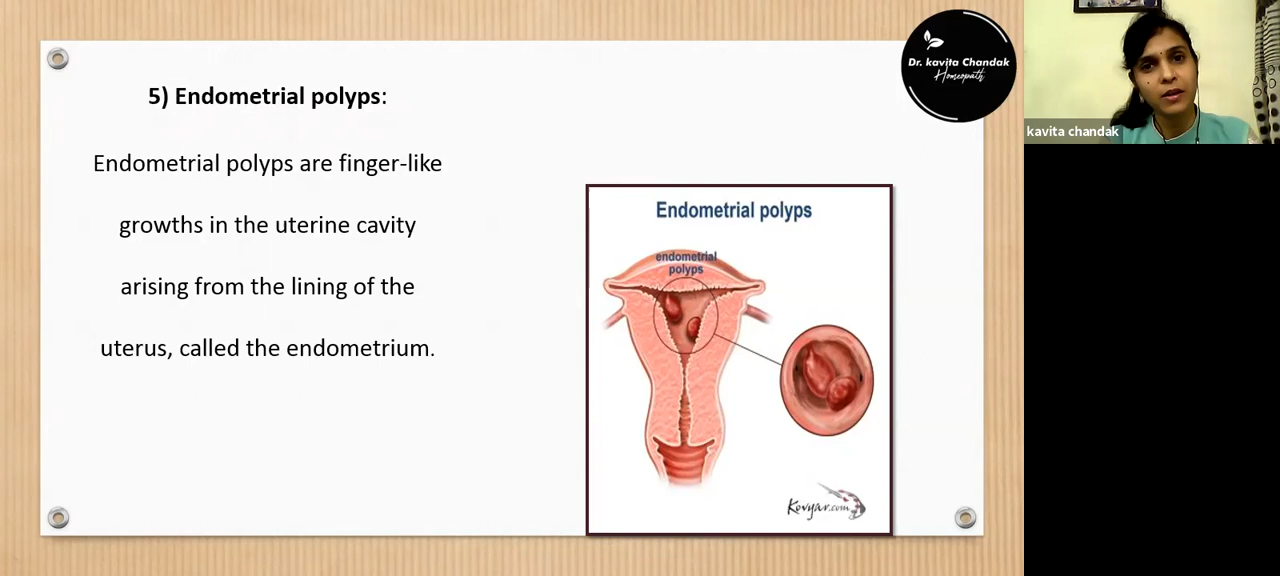 5) Endometrial polyps:
Endometrial polyps are finger-like
growths in the uterine cavity
arising from the lining of the
uterus, called the endometrium.
Dr. kavita Chandak
Homeopath
Endometrial polyps
endometrial
polyps
Kovyar.com
kavita chandak